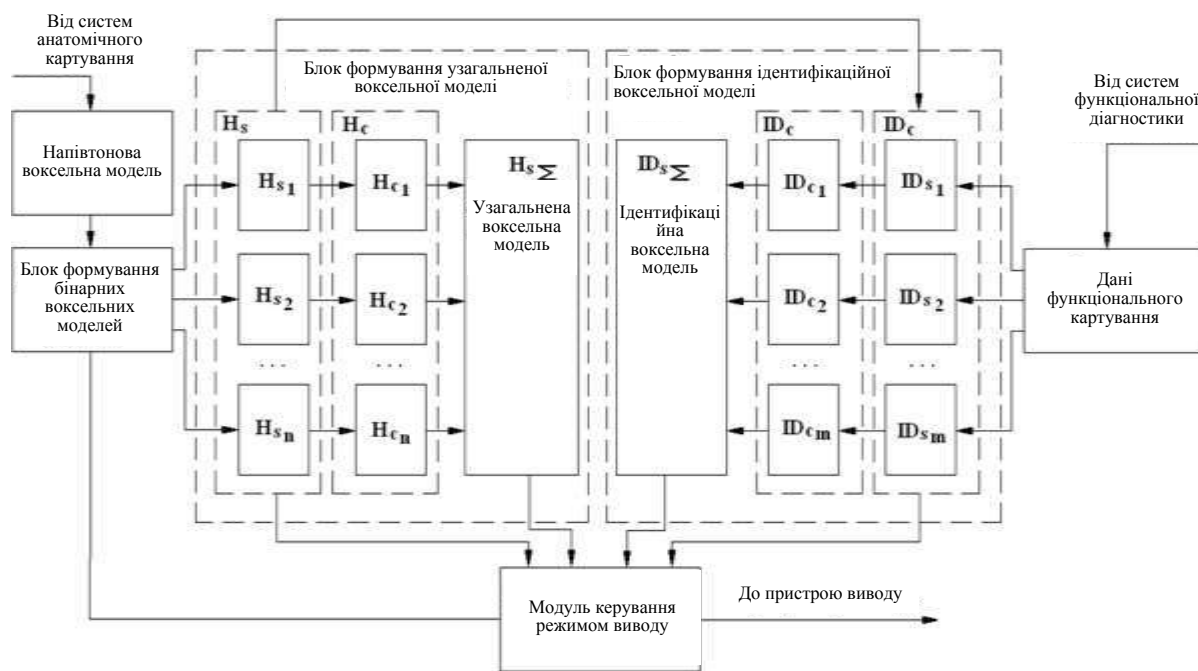 Від систем
анатомічного
картування
Блок формування узагальненої
воксельної моделі
Блок формування ідентифікаційної
воксельної моделі
Від систем
функціональної
діагностики
Напівтонова
воксельна модель
Блок формування
бінарних
воксельних
моделей
Hs
Hs1
Hs2
...
Hsn
Hc
Hc1
Hc2
...
Hcn
Hs∑
Узагальнена
воксельна
модель
IDs∑
Ідентифікаці
йна
воксельна
модель
IDc
IDc1
IDc2
...
IDcm
IDc
IDs1
IDs2
...
IDsm
Дані
функціонального
картування
Модуль керування
режимом виводу
До пристрою виводу